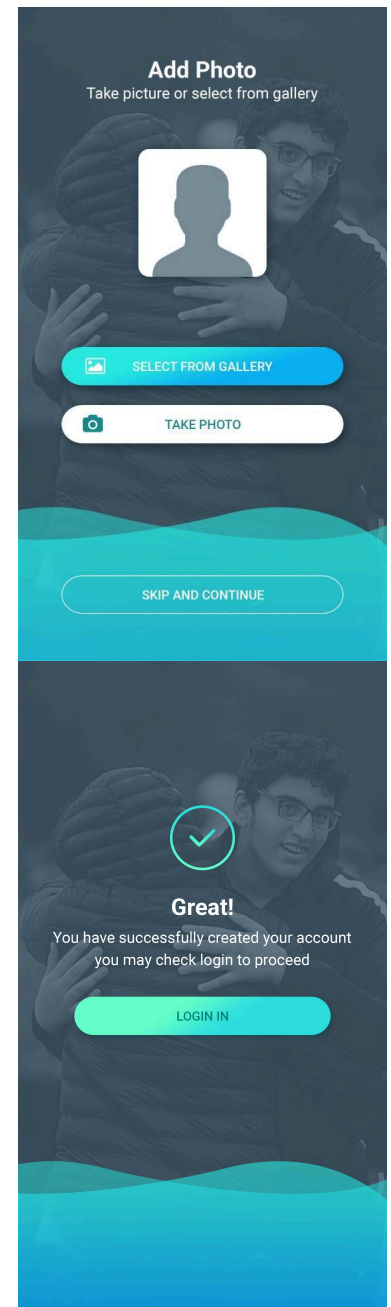 Add Photo
Take picture or select from gallery
SELECT FROM GALLERY
TAKE PHOTO
SKIP AND CONTINUE
Great!
You have successfully created your account
you may check login to proceed
LOGIN IN